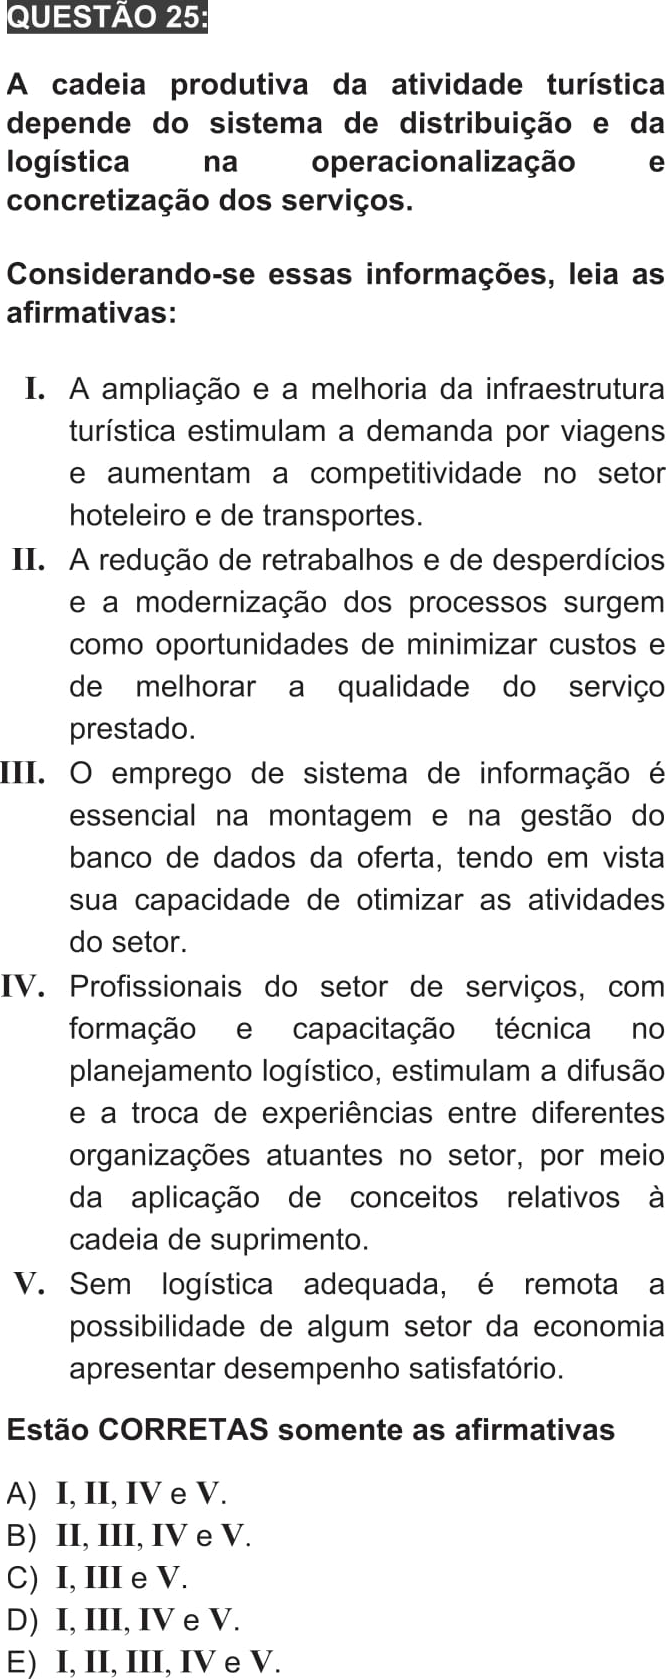 QUESTÃO 25:
A cadeia produtiva da atividade turística
depende do sistema de distribuição e da
logística na operacionalização e
concretização dos serviços.
Considerando-se essas informações, leia as
afirmativas:
I. A ampliação e a melhoria da infraestrutura
turística estimulam a demanda por viagens
e aumentam a competitividade no setor
hoteleiro e de transportes.
II. A redução de retrabalhos e de desperdícios
e a modernização dos processos surgem
como oportunidades de minimizar custos e
de melhorar a qualidade do serviço
prestado.
III. O emprego de sistema de informação é
essencial na montagem e na gestão do
banco de dados da oferta, tendo em vista
sua capacidade de otimizar as atividades
do setor.
IV. Profissionais do setor de serviços, com
formação e capacitação técnica no
planejamento logístico, estimulam a difusão
e a troca de experiências entre diferentes
organizações atuantes no setor, por meio
da aplicação de conceitos relativos à
cadeia de suprimento.
V. Sem logística adequada, é remota a
possibilidade de algum setor da economia
apresentar desempenho satisfatório.
Estão CORRETAS somente as afirmativas
A) I, II, IV e V.
B) II, III, IV e V.
C) I, III e V.
D) I, III, IV e V.
E) I, II, III, IV e V.